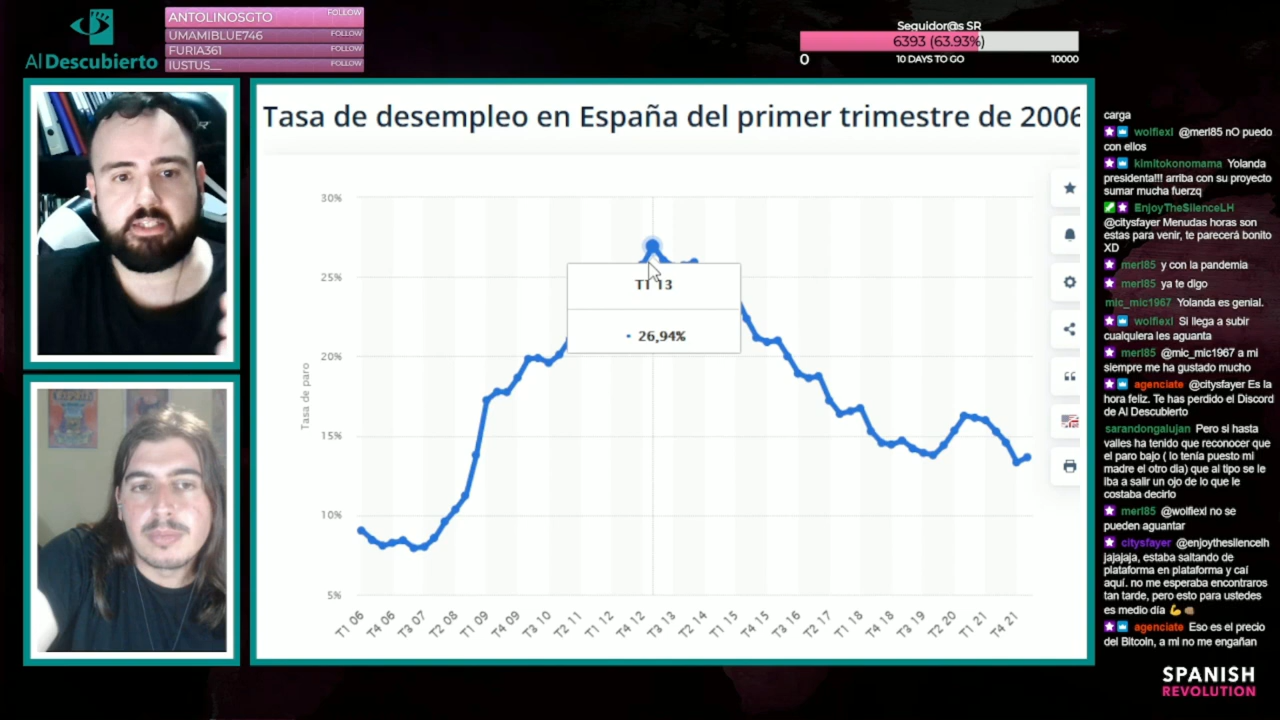 Al Descubierto
ANTOLINOSGTO FOLLOW
UMAMIBLUE746 FOLLOW
FURIA361 FOLLOW
IUSTUS__ FOLLOW
Seguidor@s SR
6393 (63.93%)
0 10 DAYS TO GO 10000
Tasa de desempleo en España del primer trimestre de 2006
30%
25%
20%
15%
10%
5%
Tasa de paro
T1 13
26,94%
T1 06
T4 06
T3 07
T2 08
T1 09
T4 09
T3 10
T2 11
T1 12
T4 12
T3 13
T2 14
T1 15
T4 15
T3 16
T2 17
T1 18
T4 18
T3 19
T2 20
T1 21
T4 21
carga
wolfiexl @merl85 nO puedo
con ellos
kimitokonomama Yolanda
presidenta!!! arriba con su proyecto
sumar mucha fuerzq
EnjoyTheSilenceLH
@citysfayer Menudas horas son
estas para venir, te parecerá bonito
XD
merl85 y con la pandemia
merl85 ya te digo
mic_mic1967 Yolanda es genial.
wolfiexl Si llega a subir
cualquiera les aguanta
merl85 @mic_mic1967 a mi
siempre me ha gustado mucho
agenciate @citysfayer Es la
hora feliz. Te has perdido el Discord
de Al Descubierto
sarandongalujan Pero si hasta
valles ha tenido que reconocer que
el paro bajo ( lo tenía puesto mi
madre el otro dia) que al tipo se le
iba a salir un ojo de lo que le
costaba decirlo
merl85 @wolfiexl no se
pueden aguantar
citysfayer @enjoythesilencelh
jajajaja, estaba saltando de
plataforma en plataforma y caí
aquí. no me esperaba encontraros
tan tarde, pero esto para ustedes
es medio día 💪👊
agenciate Eso es el precio
del Bitcoin, a mi no me engañan
SPANISH
REVOLUTION